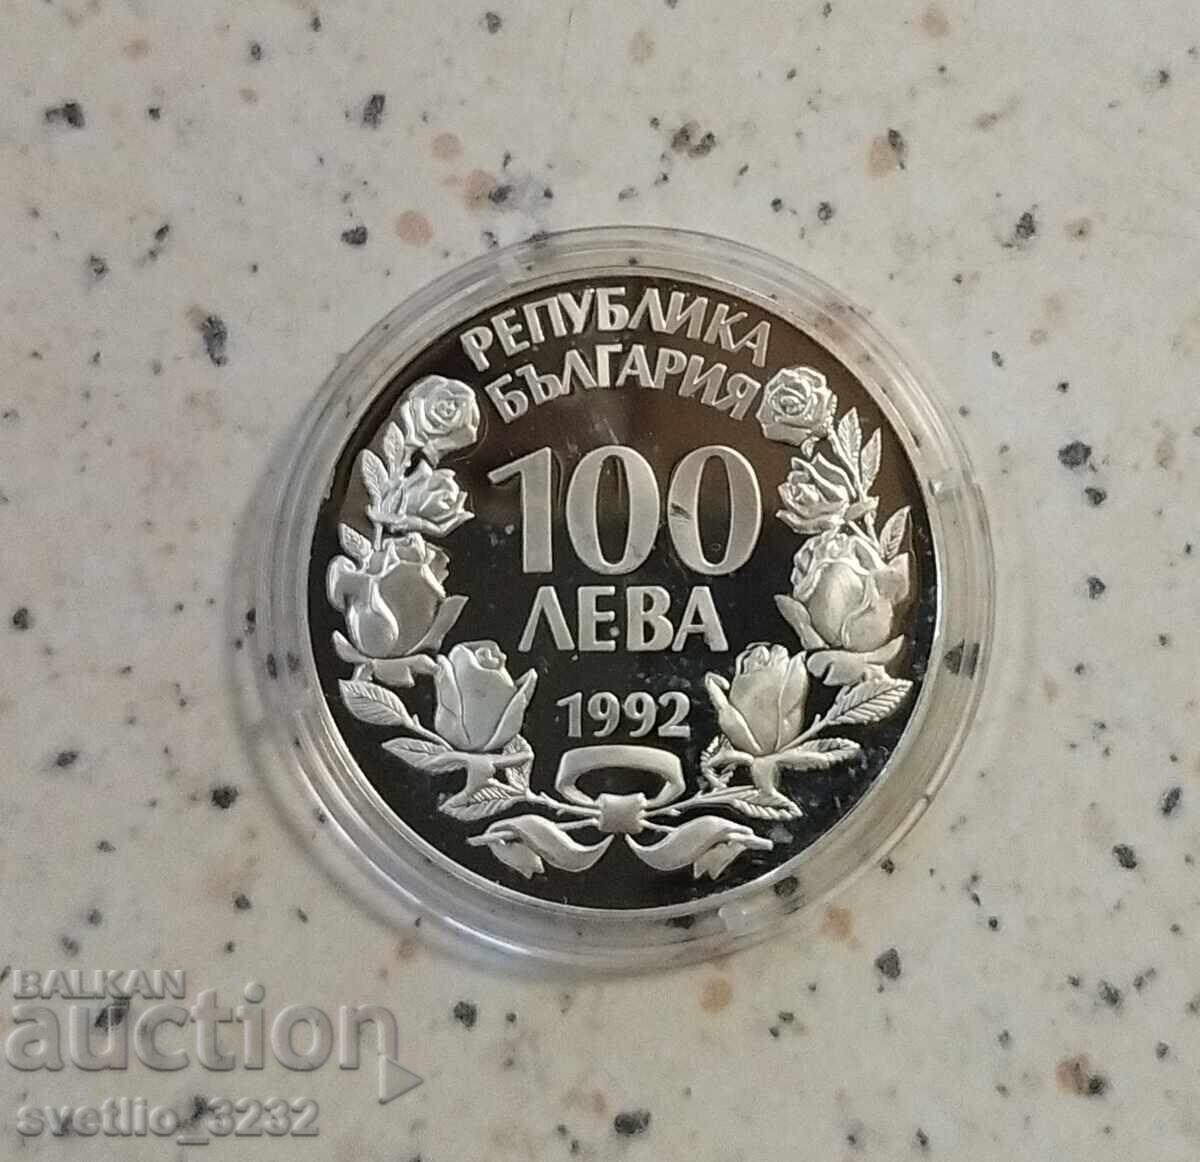 РЕПУБЛИКА
БЪЛГАРИЯ
100
ЛЕВА
1992
BALKAN
auction
svetlio_3232